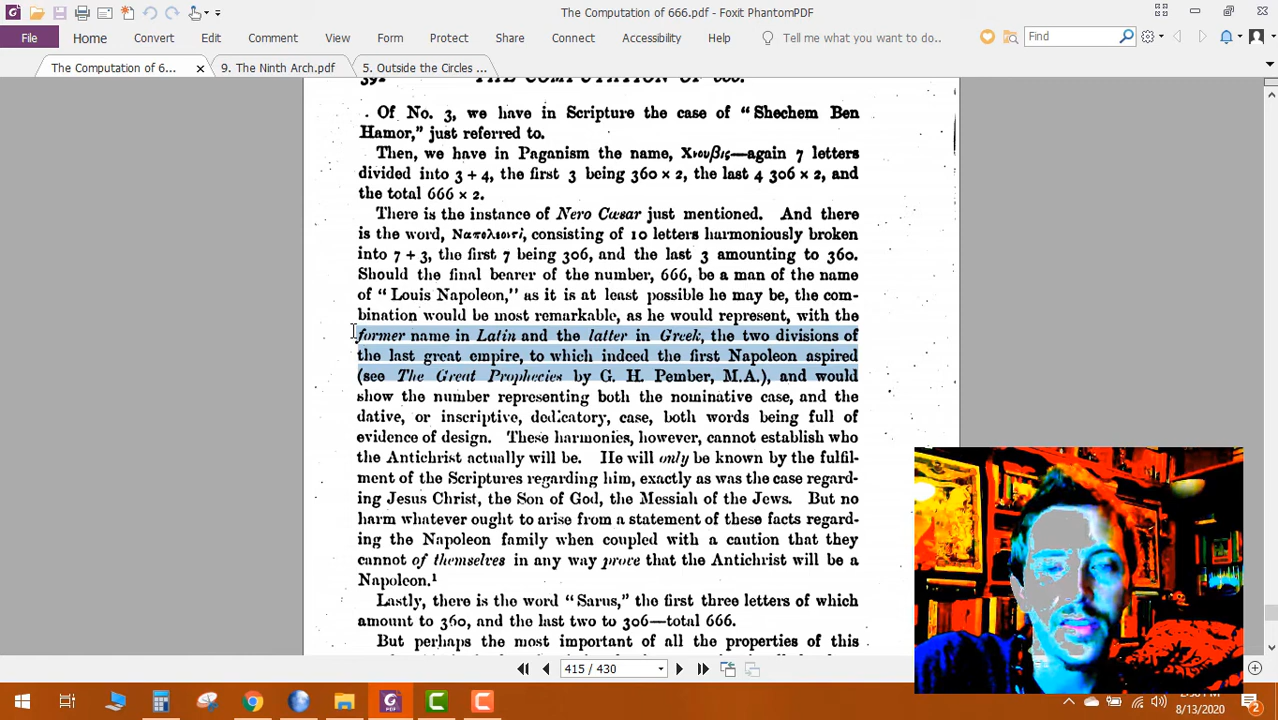 The Computation of 666.pdf - Foxit PhantomPDF
File Home Convert Edit Comment View Form Protect Share Connect Accessibility Help Tell me what you want to do.. Find
The Computation of 6... 9. The Ninth Arch.pdf 5. Outside the Circles ...
392 THE COMPUTATION OF 666.
Of No. 3, we have in Scripture the case of "Shechem Ben
Hamor," just referred to.
Then, we have in Paganism the name, Χνουβις—again 7 letters
divided into 3 + 4, the first 3 being 360 × 2, the last 4 306 × 2, and
the total 666 × 2.
There is the instance of Nero Cæsar just mentioned. And there
is the word, Ναπολεοντι, consisting of 10 letters harmoniously broken
into 7 + 3, the first 7 being 306, and the last 3 amounting to 360.
Should the final bearer of the number, 666, be a man of the name
of "Louis Napoleon," as it is at least possible he may be, the com-
bination would be most remarkable, as he would represent, with the
former name in Latin and the latter in Greek, the two divisions of
the last great empire, to which indeed the first Napoleon aspired
(see The Great Prophecies by G. H. Pember, M.A.), and would
show the number representing both the nominative case, and the
dative, or inscriptive, dedicatory, case, both words being full of
evidence of design. These harmonies, however, cannot establish who
the Antichrist actually will be. He will only be known by the fulfil-
ment of the Scriptures regarding him, exactly as was the case regard-
ing Jesus Christ, the Son of God, the Messiah of the Jews. But no
harm whatever ought to arise from a statement of these facts regard-
ing the Napoleon family when coupled with a caution that they
cannot of themselves in any way prove that the Antichrist will be a
Napoleon.¹
Lastly, there is the word "Sarus," the first three letters of which
amount to 360, and the last two to 306—total 666.
But perhaps the most important of all the properties of this
415 / 430
8/13/2020
2